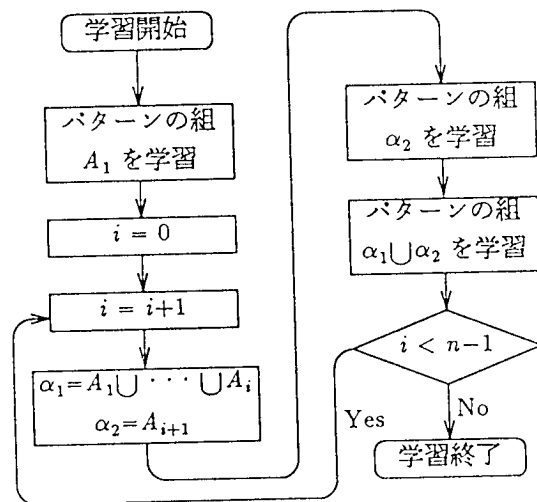 学習開始
パターンの組
A₁ を学習
i = 0
i = i+1
α₁=A₁⋃ · · · ⋃Aᵢ
α₂=Aᵢ₊₁
パターンの組
α₂ を学習
パターンの組
α₁⋃α₂ を学習
i < n−1
Yes
No
学習終了